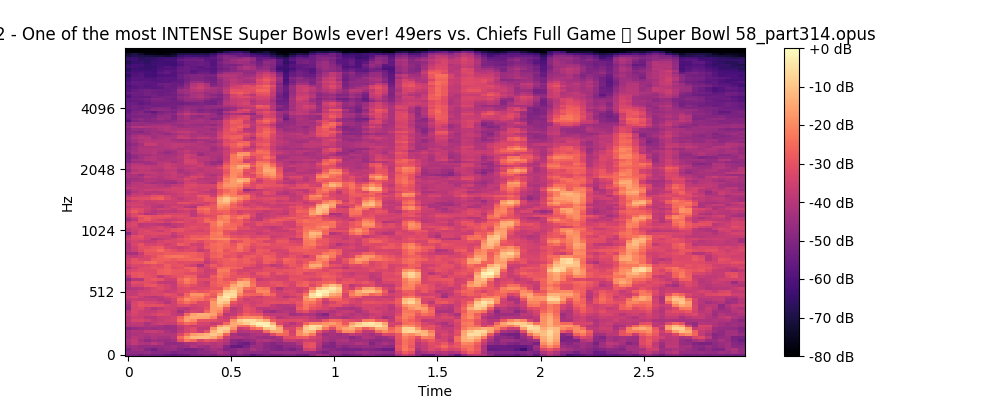 2 - One of the most INTENSE Super Bowls ever! 49ers vs. Chiefs Full Game Super Bowl 58_part314.opus
Hz
4096
2048
1024
512
0
0 0.5 1 1.5 2 2.5
Time
+0 dB
-10 dB
-20 dB
-30 dB
-40 dB
-50 dB
-60 dB
-70 dB
-80 dB